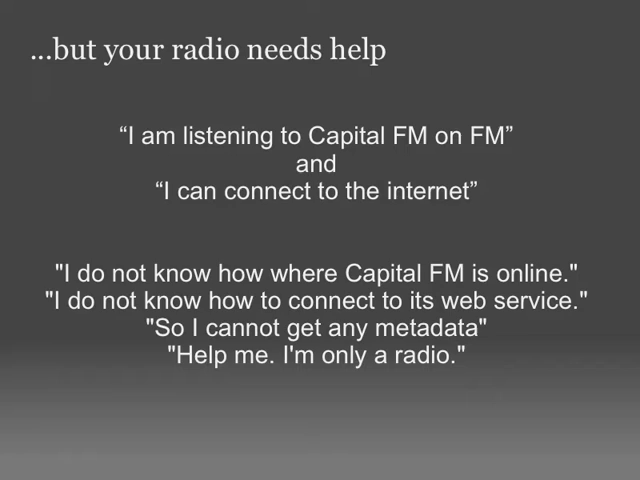 ...but your radio needs help
“I am listening to Capital FM on FM”
and
“I can connect to the internet”
"I do not know how where Capital FM is online."
"I do not know how to connect to its web service."
"So I cannot get any metadata"
"Help me. I'm only a radio."